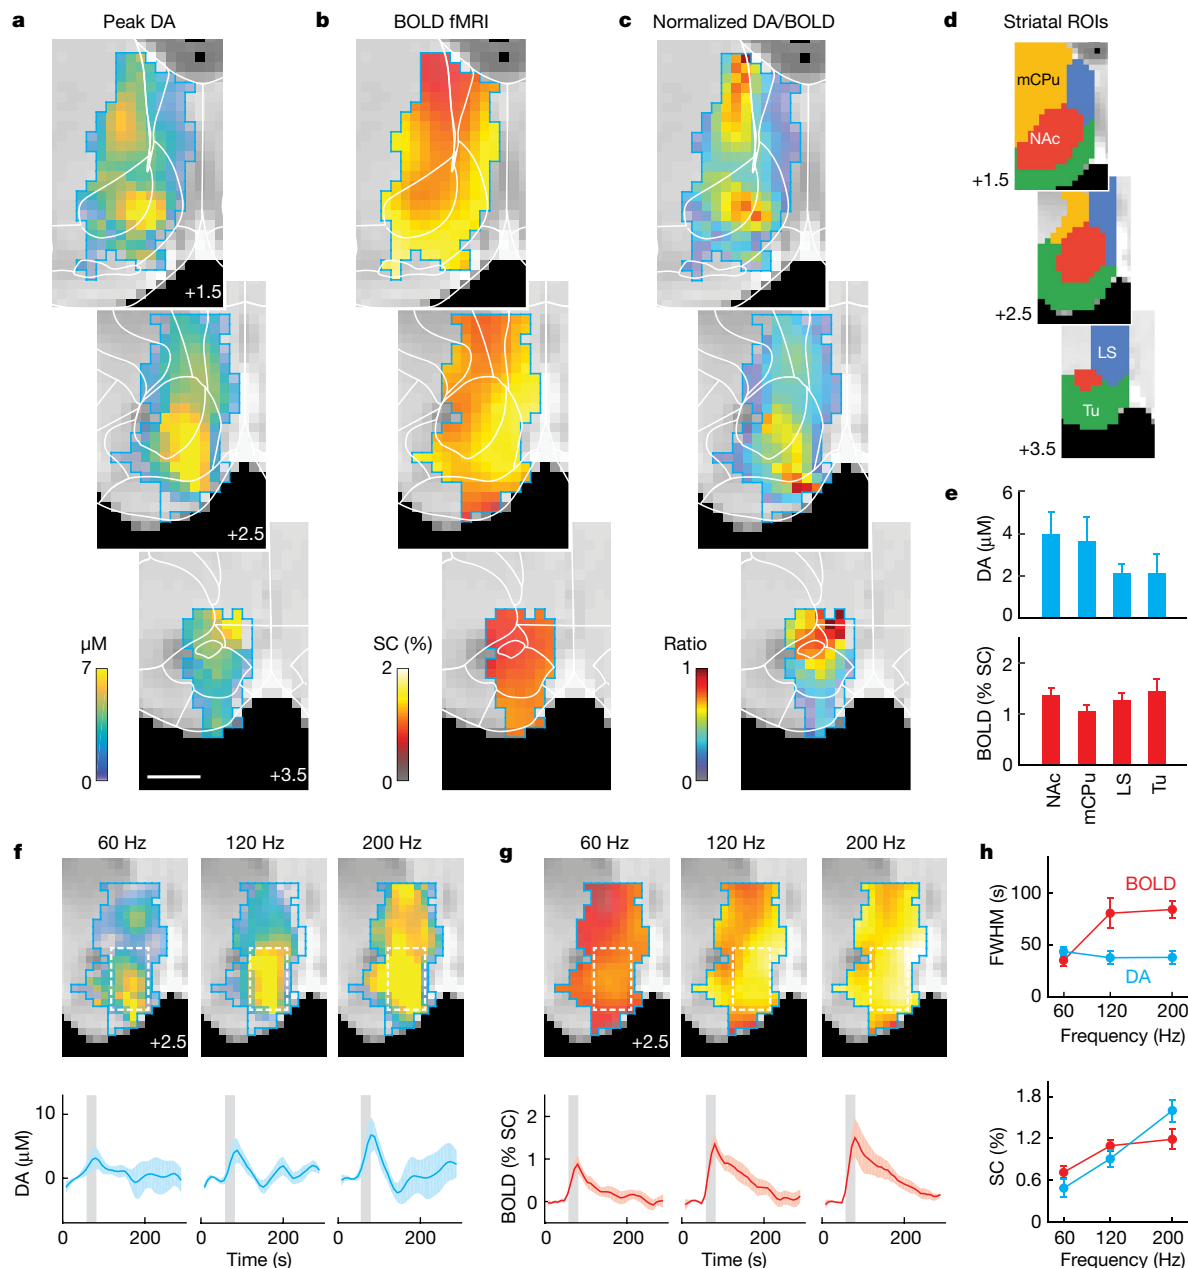 a Peak DA
b BOLD fMRI
c Normalized DA/BOLD
d Striatal ROIs
mCPu
NAc
+1.5
+1.5
+2.5
LS
Tu
+3.5
+2.5
e
DA (µM)
6
4
2
0
µM
7
0
SC (%)
2
0
Ratio
1
0
+3.5
BOLD (% SC)
2
1
0
NAc
mCPu
LS
Tu
f 60 Hz 120 Hz 200 Hz
+2.5
g 60 Hz 120 Hz 200 Hz
+2.5
h
FWHM (s)
100
50
0
BOLD
DA
60 120 200
Frequency (Hz)
DA (µM)
10
0
0 200 0 200 0 200
Time (s)
BOLD (% SC)
2
1
0
0 200 0 200 0 200
Time (s)
SC (%)
1.8
1.2
0.6
0
60 120 200
Frequency (Hz)